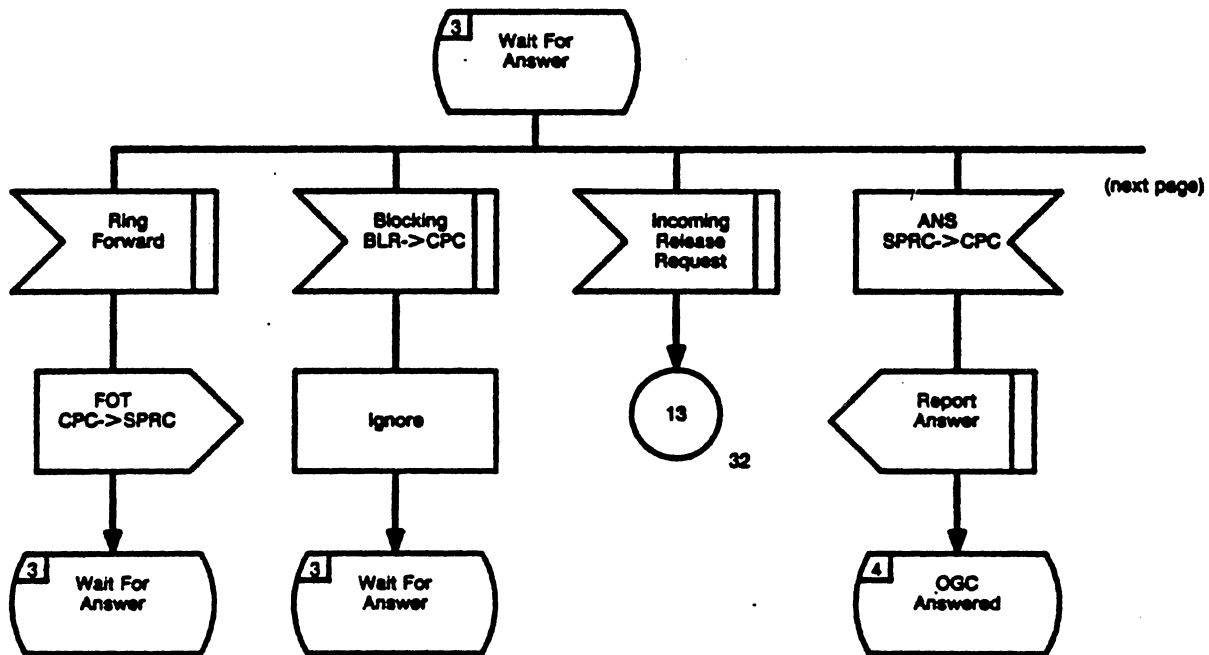 3
Wait For
Answer
(next page)
Ring
Forward
Blocking
BLR->CPC
Incoming
Release
Request
ANS
SPRC->CPC
FOT
CPC->SPRC
Ignore
13
32
Report
Answer
3
Wait For
Answer
3
Wait For
Answer
4
OGC
Answered